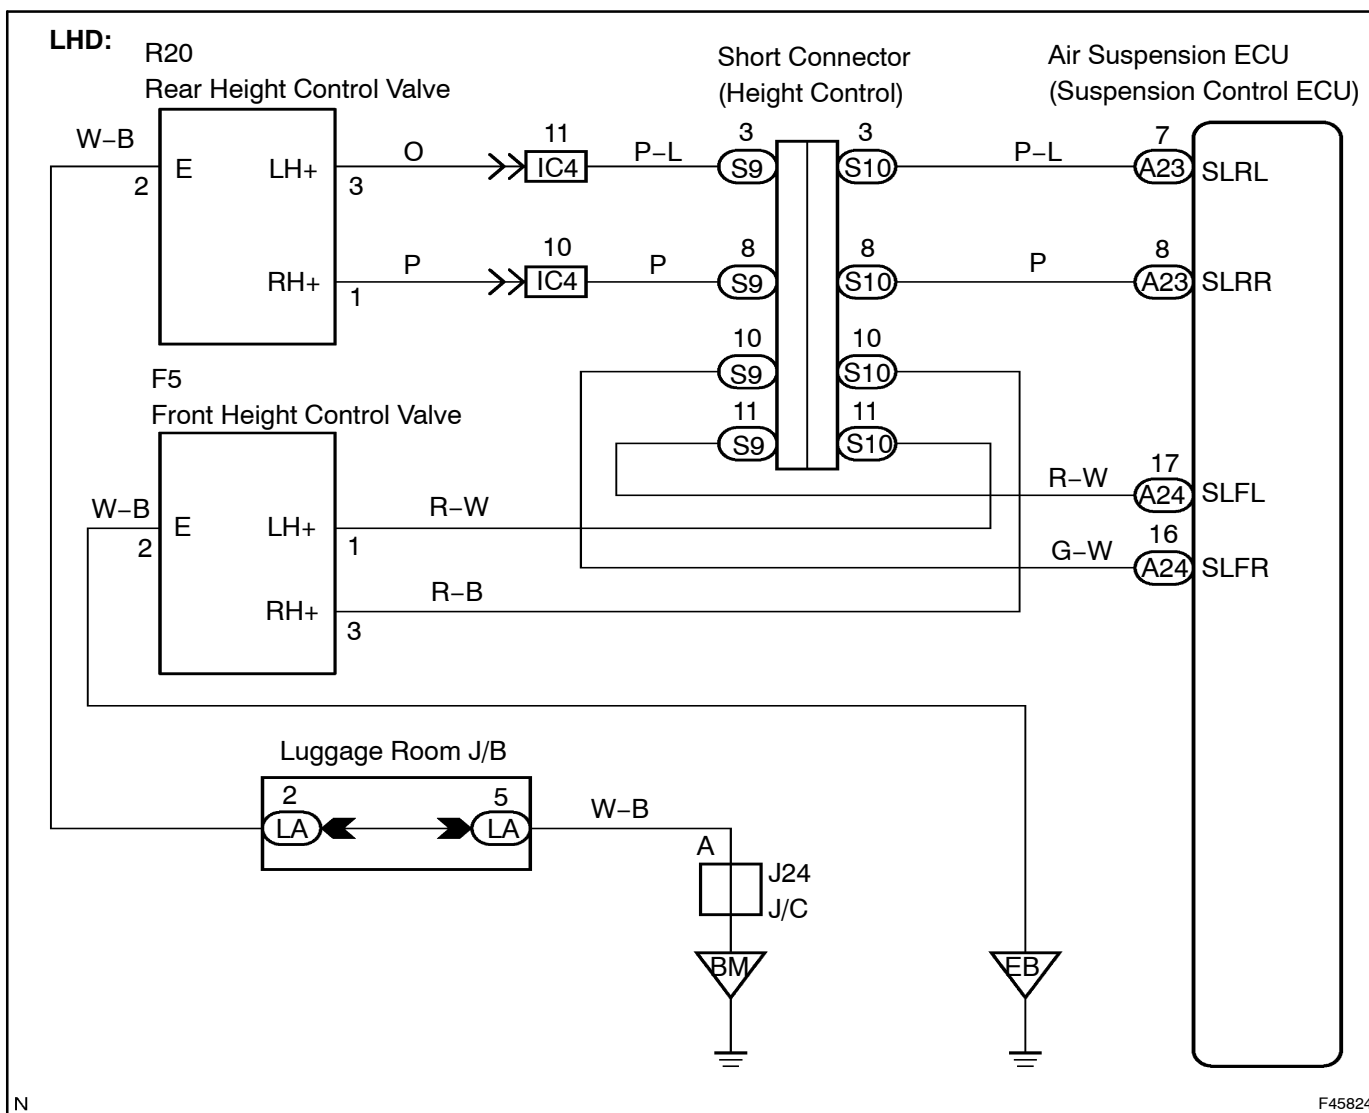 LHD:
R20
Rear Height Control Valve
Short Connector
(Height Control)
Air Suspension ECU
(Suspension Control ECU)
W–B
2
E
LH+
3
O
11
IC4
P–L
3
S9
3
S10
P–L
7
A23
SLRL
RH+
1
P
10
IC4
P
8
S9
8
S10
P
8
A23
SLRR
10
S9
10
S10
11
S9
11
S10
F5
Front Height Control Valve
W–B
2
E
LH+
1
R–W
R–W
17
A24
SLFL
RH+
3
R–B
G–W
16
A24
SLFR
Luggage Room J/B
2
LA
5
LA
W–B
A
J24
J/C
BM
EB
N
F45824